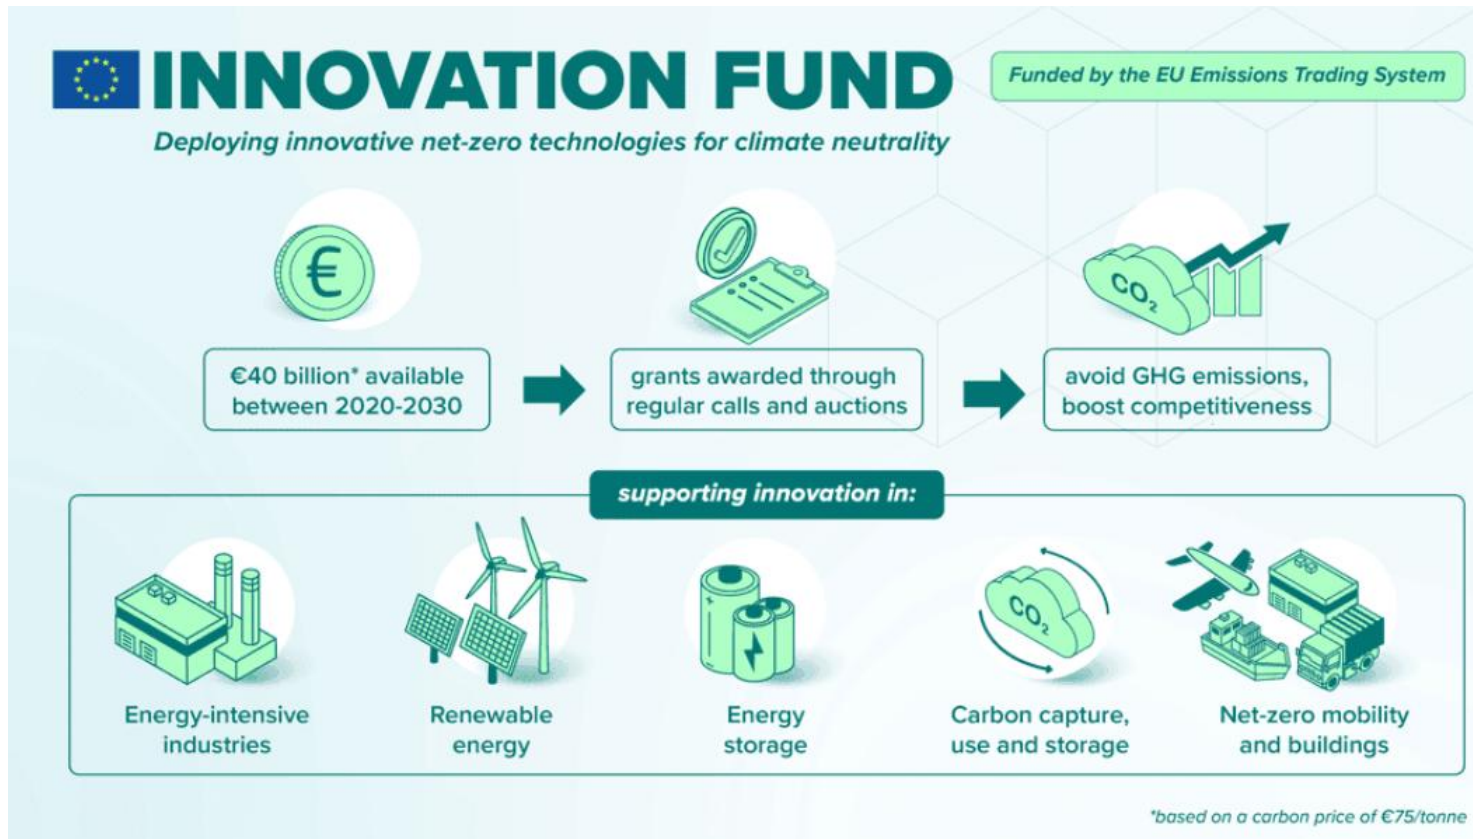 INNOVATION FUND
Funded by the EU Emissions Trading System
Deploying innovative net-zero technologies for climate neutrality
€
CO₂
€40 billion* available
between 2020-2030
grants awarded through
regular calls and auctions
avoid GHG emissions,
boost competitiveness
supporting innovation in:
CO₂
Energy-intensive
industries
Renewable
energy
Energy
storage
Carbon capture,
use and storage
Net-zero mobility
and buildings
*based on a carbon price of €75/tonne